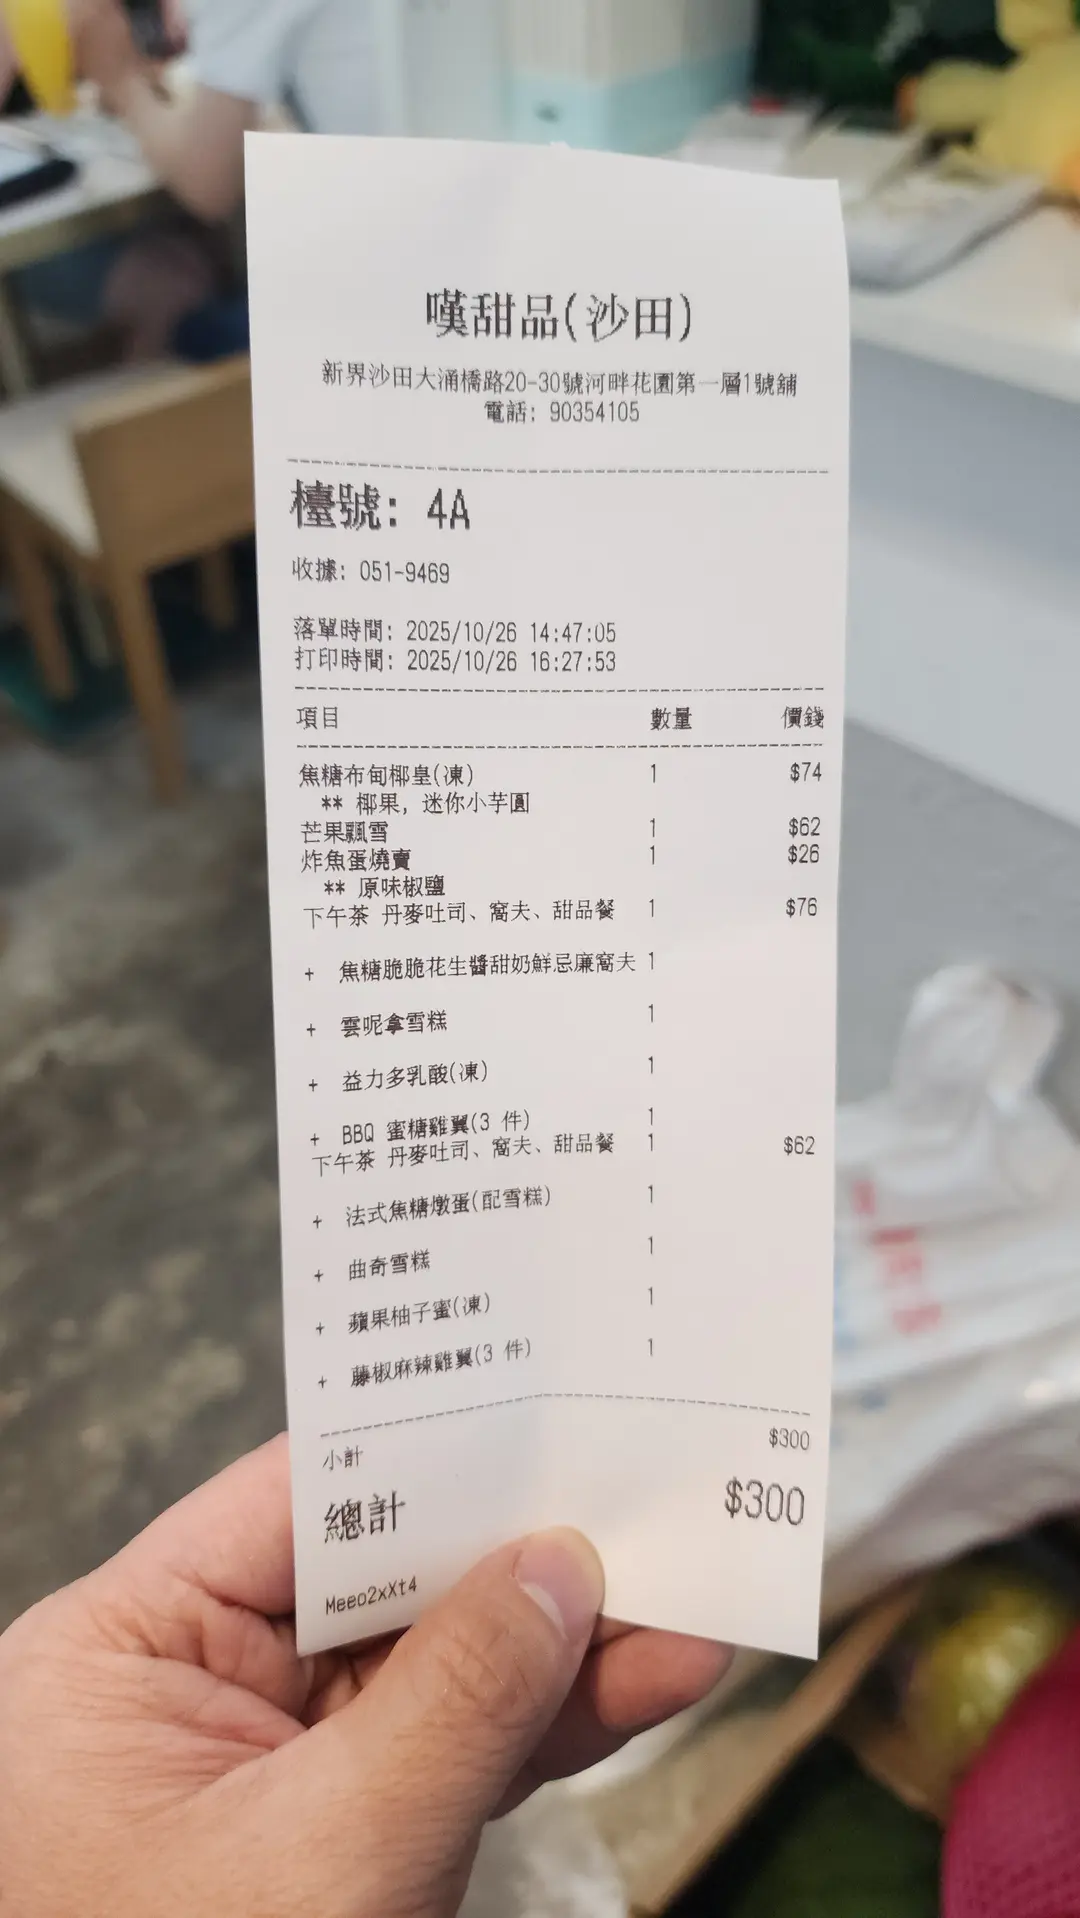 嘆甜品(沙田)
新界沙田大涌橋路20-30號河畔花園第一層1號舖
電話: 90354105
檯號: 4A
收據: 051-9469
落單時間: 2025/10/26 14:47:05
打印時間: 2025/10/26 16:27:53
項目 數量 價錢
焦糖布甸椰皇(凍) 1 $74
** 椰果, 迷你小芋圓
芒果飄雪 1 $62
炸魚蛋燒賣 1 $26
** 原味椒鹽
下午茶 丹麥吐司、窩夫、甜品餐 1 $76
+ 焦糖脆脆花生醬甜奶鮮忌廉窩夫 1
+ 雲呢拿雪糕 1
+ 益力多乳酸(凍) 1
+ BBQ 蜜糖雞翼(3 件) 1
下午茶 丹麥吐司、窩夫、甜品餐 1 $62
+ 法式焦糖燉蛋(配雪糕) 1
+ 曲奇雪糕 1
+ 蘋果柚子蜜(凍) 1
+ 藤椒麻辣雞翼(3 件) 1
小計 $300
總計 $300
Meeo2xXt4